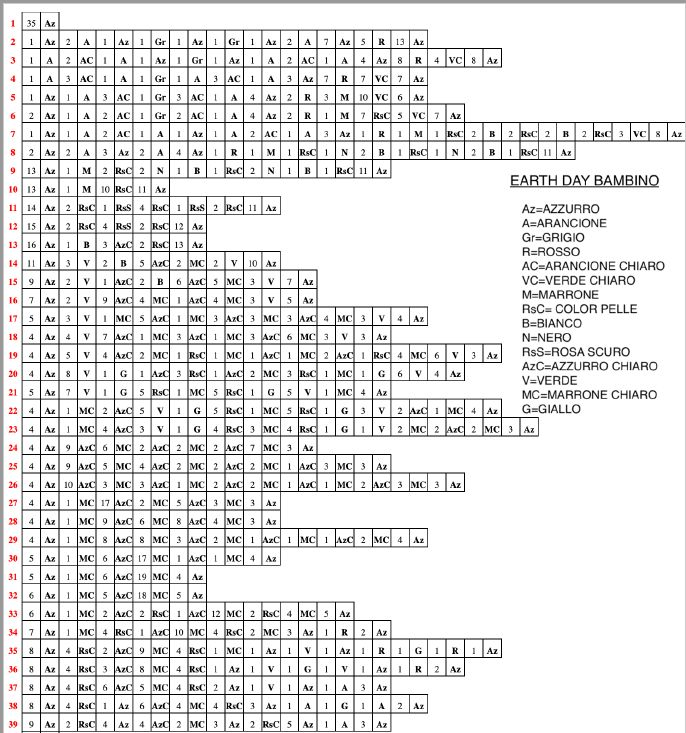 1 35 Az
2 1 Az 2 A 1 Az 1 Gr 1 Az 1 Gr 1 Az 2 A 7 Az 5 R 13 Az
3 1 A 2 AC 1 A 1 Az 1 Gr 1 Az 1 A 2 AC 1 A 4 Az 8 R 4 VC 8 Az
4 1 A 3 AC 1 A 1 Gr 1 A 3 AC 1 A 3 Az 7 R 7 VC 7 Az
5 1 Az 1 A 3 AC 1 Gr 3 AC 1 A 4 Az 2 R 3 M 10 VC 6 Az
6 2 Az 1 A 2 AC 1 Gr 2 AC 1 A 4 Az 2 R 1 M 7 RsC 5 VC 7 Az
7 1 Az 1 A 2 AC 1 A 1 Az 1 A 2 AC 1 A 3 Az 1 R 1 M 1 RsC 2 B 2 RsC 2 B 2 RsC 3 VC 8 Az
8 2 Az 2 A 3 Az 2 A 4 Az 1 R 1 M 1 RsC 1 N 2 B 1 RsC 1 N 2 B 1 RsC 11 Az
9 13 Az 1 M 2 RsC 2 N 1 B 1 RsC 2 N 1 B 1 RsC 11 Az
10 13 Az 1 M 10 RsC 11 Az
EARTH DAY BAMBINO
11 14 Az 2 RsC 1 RsS 4 RsC 1 RsS 2 RsC 11 Az
12 15 Az 2 RsC 4 RsS 2 RsC 12 Az
13 16 Az 1 B 3 AzC 2 RsC 13 Az
14 11 Az 3 V 2 B 5 AzC 2 MC 2 V 10 Az
15 9 Az 2 V 1 AzC 2 B 6 AzC 5 MC 3 V 7 Az
16 7 Az 2 V 9 AzC 4 MC 1 AzC 4 MC 3 V 5 Az
17 5 Az 3 V 1 MC 5 AzC 1 MC 3 AzC 1 MC 3 AzC 4 MC 3 V 4 Az
18 4 Az 4 V 7 AzC 1 MC 3 AzC 1 MC 3 AzC 6 MC 3 V 3 Az
19 4 Az 5 V 4 AzC 2 MC 1 RsC 1 MC 1 AzC 1 MC 2 AzC 1 RsC 4 MC 6 V 3 Az
20 4 Az 8 V 1 G 1 AzC 3 RsC 1 MC 3 AzC 2 RsC 1 MC 1 G 6 V 4 Az
21 5 Az 7 V 1 G 5 RsC 1 MC 5 RsC 1 G 5 V 1 MC 4 Az
22 4 Az 1 MC 2 AzC 5 V 1 G 5 RsC 1 MC 5 RsC 1 G 3 V 2 AzC 1 MC 4 Az
23 4 Az 1 MC 4 AzC 3 V 1 G 4 RsC 3 MC 4 RsC 1 G 1 V 2 MC 2 AzC 2 MC 3 Az
24 4 Az 9 AzC 6 MC 2 AzC 2 MC 2 AzC 7 MC 3 Az
25 4 Az 9 AzC 5 MC 4 AzC 2 MC 2 AzC 2 MC 1 AzC 3 MC 3 Az
26 4 Az 10 AzC 3 MC 3 AzC 1 MC 2 AzC 2 MC 1 AzC 1 MC 2 AzC 3 MC 3 Az
27 4 Az 1 MC 17 AzC 2 MC 5 AzC 3 MC 3 Az
28 4 Az 1 MC 9 AzC 6 MC 8 AzC 4 MC 3 Az
29 4 Az 1 MC 8 AzC 8 MC 3 AzC 2 MC 1 AzC 1 MC 1 AzC 2 MC 4 Az
30 5 Az 1 MC 6 AzC 17 MC 1 AzC 1 MC 4 Az
31 5 Az 1 MC 6 AzC 19 MC 4 Az
32 6 Az 1 MC 5 AzC 18 MC 5 Az
33 6 Az 1 MC 2 AzC 2 RsC 1 AzC 12 MC 2 RsC 4 MC 5 Az
34 7 Az 1 MC 4 RsC 1 AzC 10 MC 4 RsC 2 MC 3 Az 1 R 2 Az
35 8 Az 4 RsC 2 AzC 9 MC 4 RsC 1 MC 1 Az 1 V 1 Az 1 R 1 G 1 R 1 Az
36 8 Az 4 RsC 3 AzC 8 MC 4 RsC 1 Az 1 V 1 G 1 V 1 Az 1 R 2 Az
37 8 Az 4 RsC 6 AzC 5 MC 4 RsC 2 Az 1 V 1 Az 1 A 3 Az
38 8 Az 4 RsC 1 Az 6 AzC 4 MC 4 RsC 3 Az 1 A 1 G 1 A 2 Az
39 9 Az 2 RsC 4 Az 4 AzC 2 MC 3 Az 2 RsC 5 Az 1 A 3 Az
Az=AZZURRO
A=ARANCIONE
Gr=GRIGIO
R=ROSSO
AC=ARANCIONE CHIARO
VC=VERDE CHIARO
M=MARRONE
RsC= COLOR PELLE
B=BIANCO
N=NERO
RsS=ROSA SCURO
AzC=AZZURRO CHIARO
V=VERDE
MC=MARRONE CHIARO
G=GIALLO